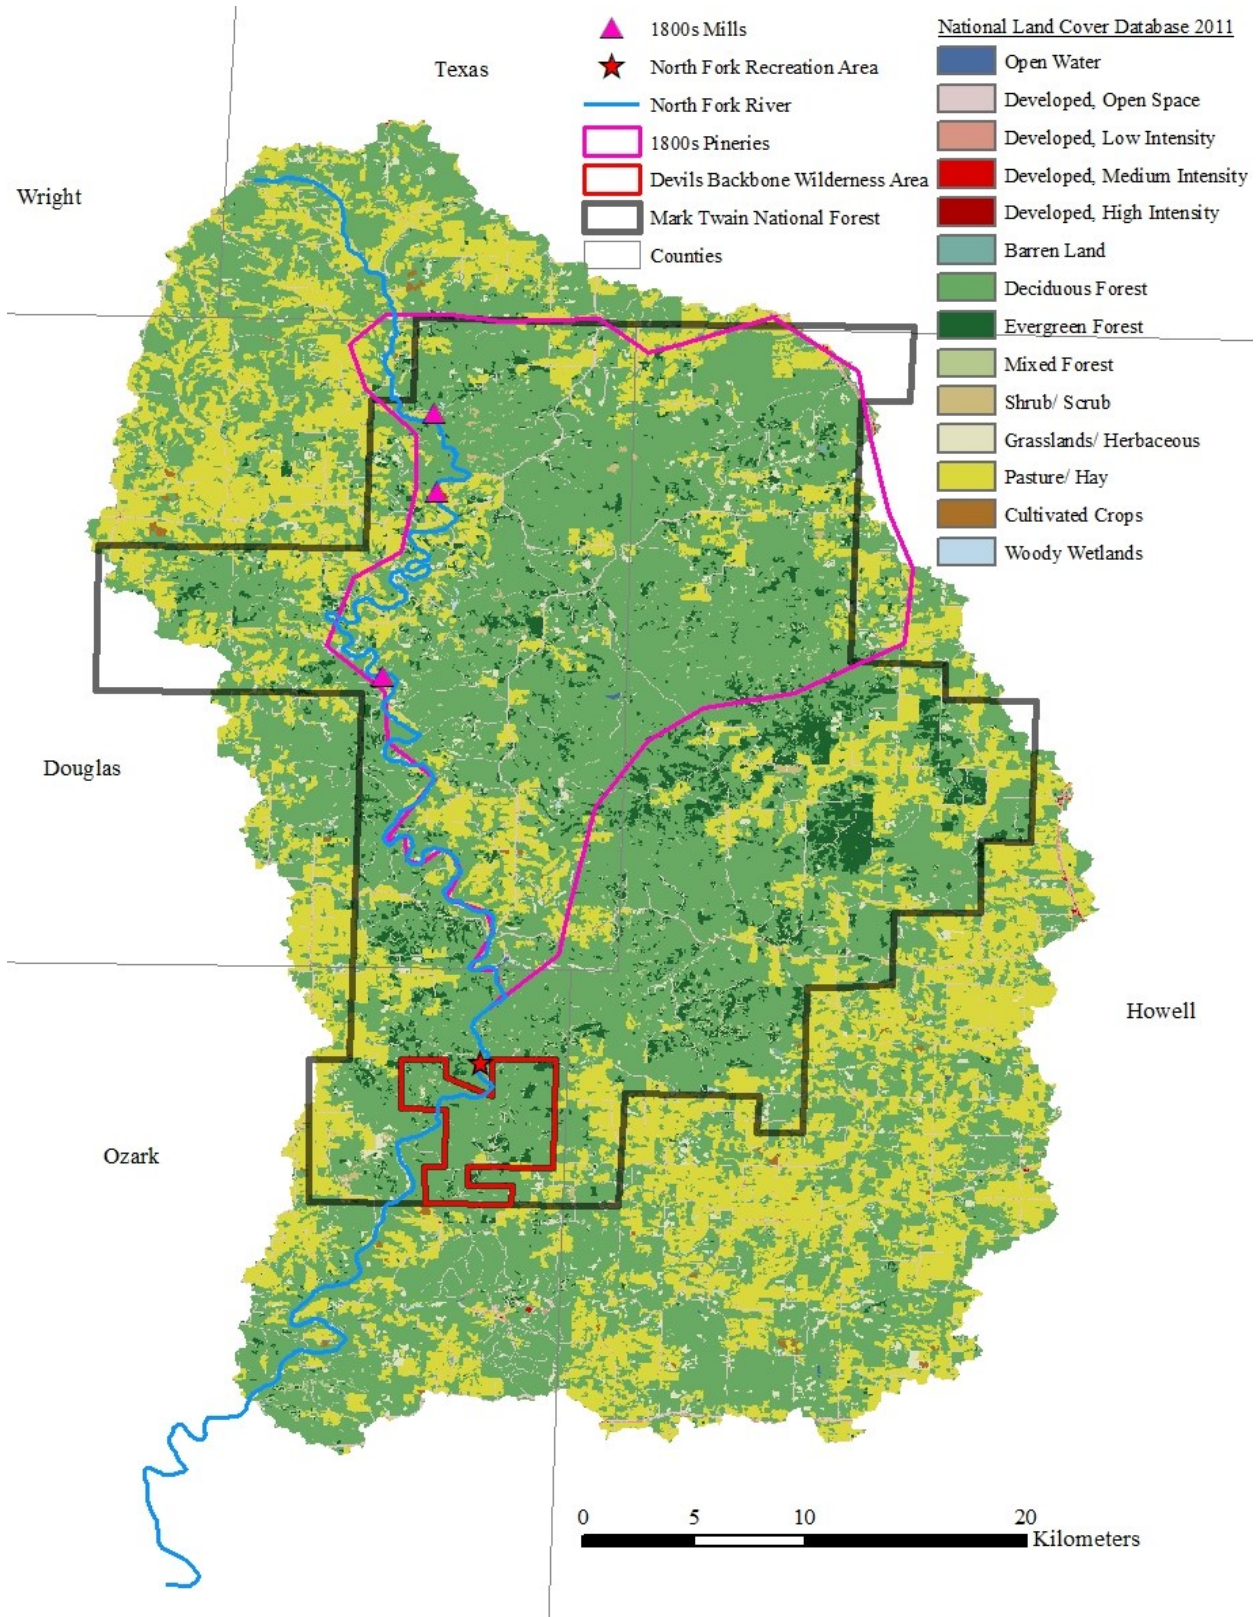 1800s Mills
North Fork Recreation Area
North Fork River
1800s Pineries
Devils Backbone Wilderness Area
Mark Twain National Forest
Counties
National Land Cover Database 2011
Open Water
Developed, Open Space
Developed, Low Intensity
Developed, Medium Intensity
Developed, High Intensity
Barren Land
Deciduous Forest
Evergreen Forest
Mixed Forest
Shrub/ Scrub
Grasslands/ Herbaceous
Pasture/ Hay
Cultivated Crops
Woody Wetlands
Texas
Wright
Douglas
Howell
Ozark
0 5 10 20
Kilometers